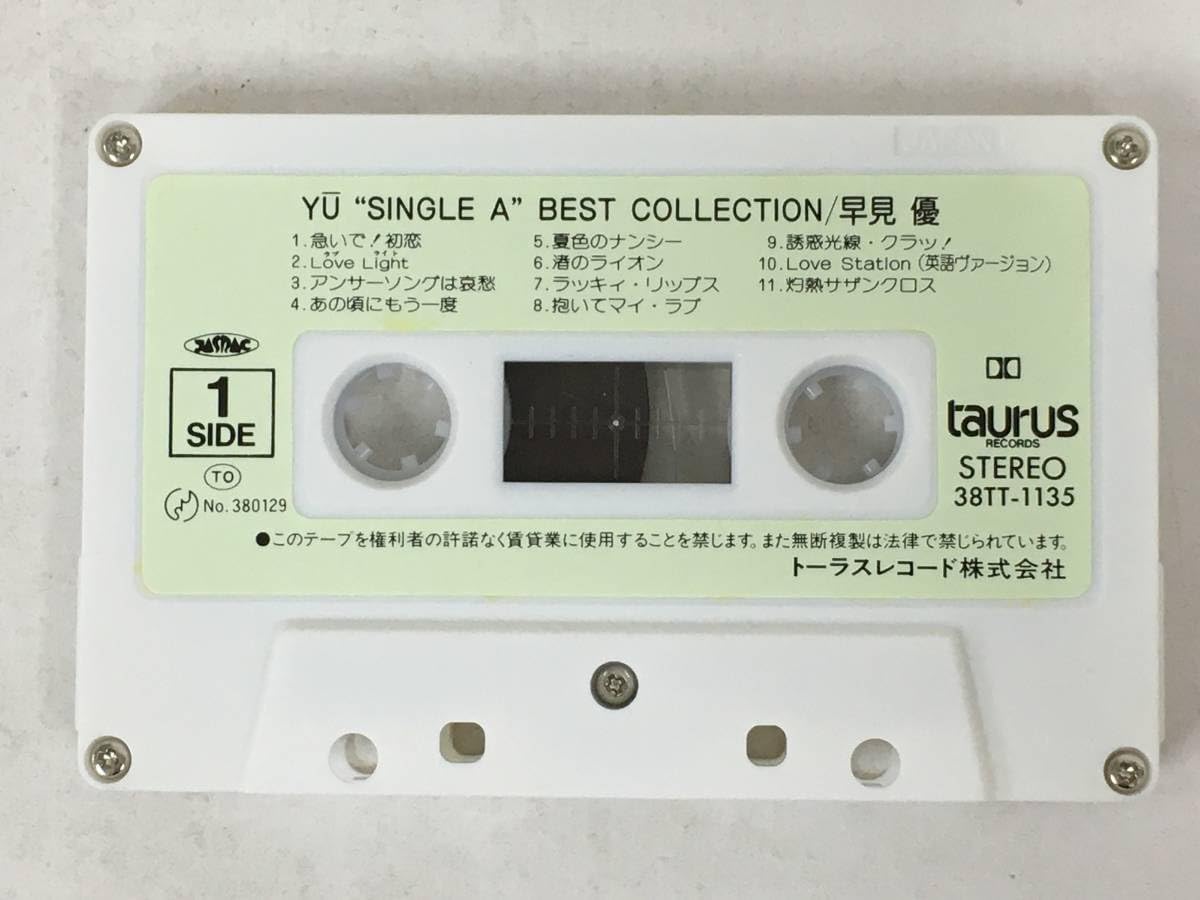 JAPAN
YŪ “SINGLE A” BEST COLLECTION/早見 優
1.急いで！初恋
ラブ ライト
2.Love Light
3.アンサーソングは哀愁
4.あの頃にもう一度
5.夏色のナンシー
6.渚のライオン
7.ラッキィ・リップス
8.抱いてマイ・ラブ
9.誘惑光線・クラッ！
10.Love Station（英語ヴァージョン）
11.灼熱サザンクロス
JASRAC
1
SIDE
TO
No. 380129
taurus
RECORDS
STEREO
38TT-1135
●このテープを権利者の許諾なく賃貸業に使用することを禁じます。また無断複製は法律で禁じられています。
トーラスレコード株式会社